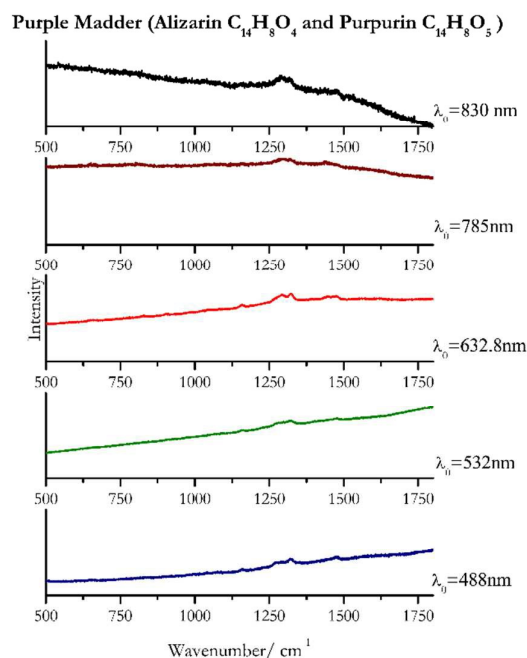 Purple Madder (Alizarin C₁₄H₈O₄ and Purpurin C₁₄H₈O₅ )
500 750 1000 1250 1500 1750
λ₀=830 nm
500 750 1000 1250 1500 1750
λ₀=785nm
Intensity
500 750 1000 1250 1500 1750
λ₀=632.8nm
500 750 1000 1250 1500 1750
λ₀=532nm
500 750 1000 1250 1500 1750
λ₀=488nm
Wavenumber/ cm⁻¹